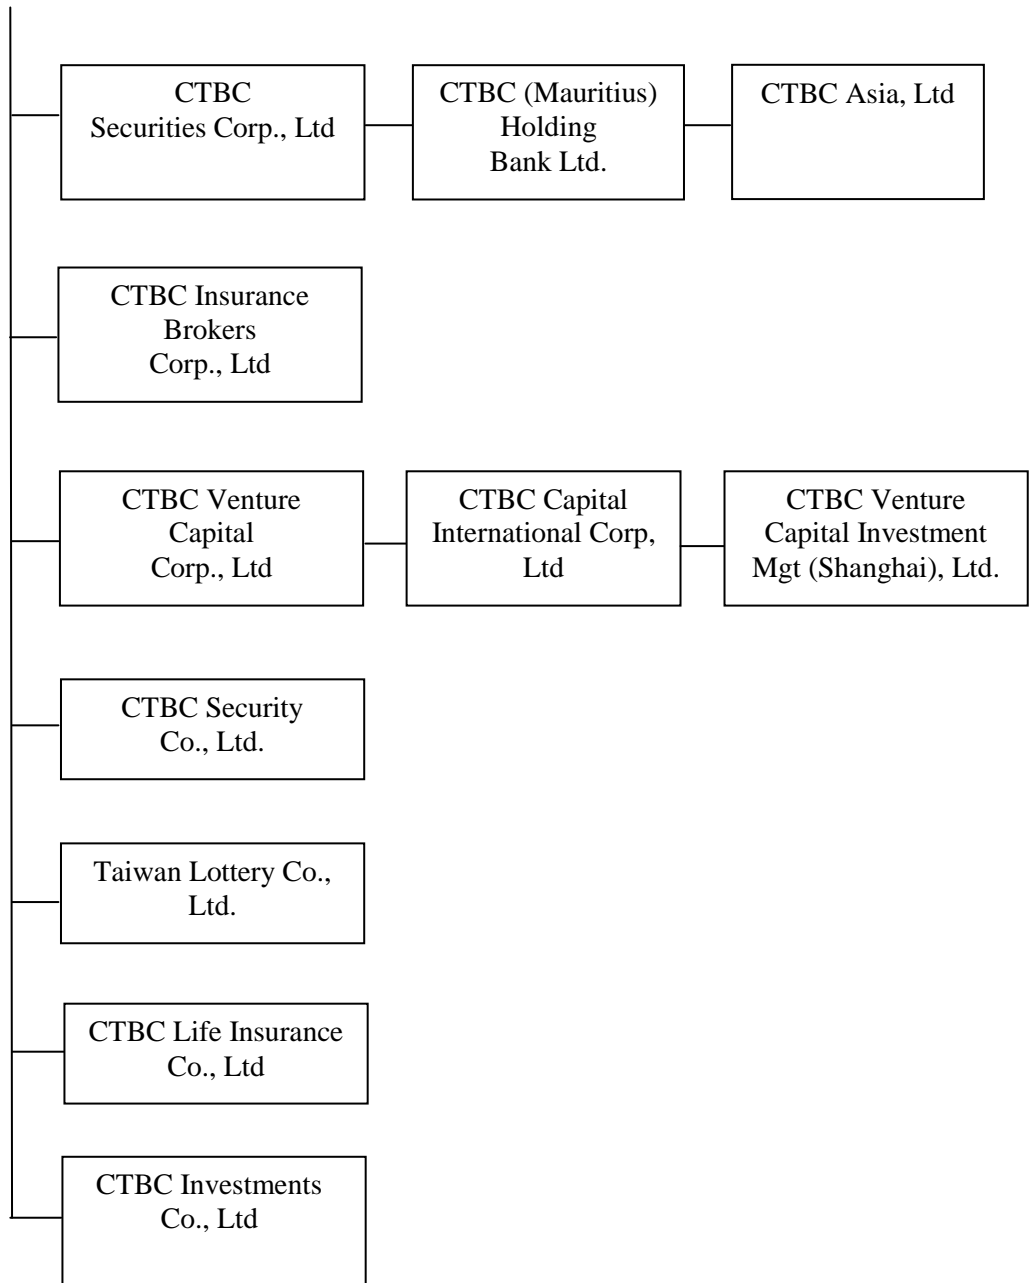 CTBC
Securities Corp., Ltd
CTBC (Mauritius)
Holding
Bank Ltd.
CTBC Asia, Ltd
CTBC Insurance
Brokers
Corp., Ltd
CTBC Venture
Capital
Corp., Ltd
CTBC Capital
International Corp,
Ltd
CTBC Venture
Capital Investment
Mgt (Shanghai), Ltd.
CTBC Security
Co., Ltd.
Taiwan Lottery Co.,
Ltd.
CTBC Life Insurance
Co., Ltd
CTBC Investments
Co., Ltd